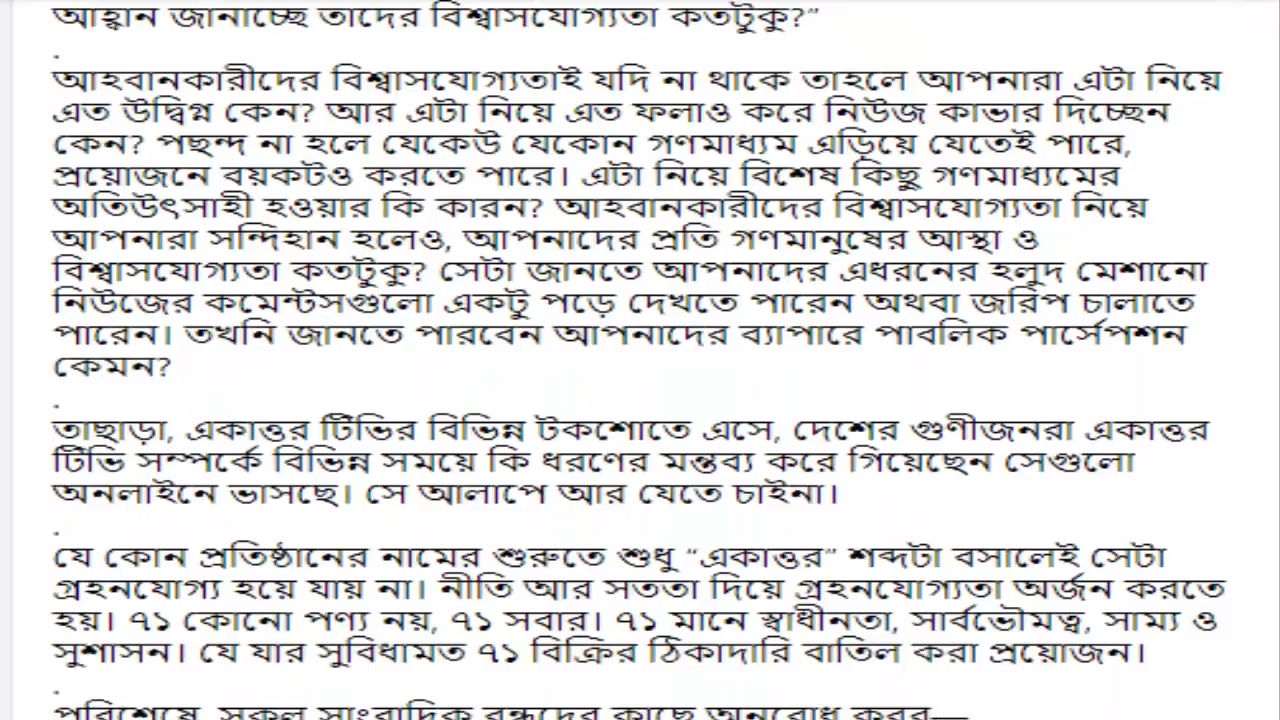 আহ্বান জানাচ্ছে তাদের বিশ্বাসযোগ্যতা কতটুকু?”
.
আহবানকারীদের বিশ্বাসযোগ্যতাই যদি না থাকে তাহলে আপনারা এটা নিয়ে
এত উদ্বিগ্ন কেন? আর এটা নিয়ে এত ফলাও করে নিউজ কাভার দিচ্ছেন
কেন? পছন্দ না হলে যেকেউ যেকোন গণমাধ্যম এড়িয়ে যেতেই পারে,
প্রয়োজনে বয়কটও করতে পারে। এটা নিয়ে বিশেষ কিছু গণমাধ্যমের
অতিউৎসাহী হওয়ার কি কারন? আহবানকারীদের বিশ্বাসযোগ্যতা নিয়ে
আপনারা সন্দিহান হলেও, আপনাদের প্রতি গণমানুষের আস্থা ও
বিশ্বাসযোগ্যতা কতটুকু? সেটা জানতে আপনাদের এধরনের হলুদ মেশানো
নিউজের কমেন্টসগুলো একটু পড়ে দেখতে পারেন অথবা জরিপ চালাতে
পারেন। তখনি জানতে পারবেন আপনাদের ব্যাপারে পাবলিক পার্সেপশন
কেমন?
.
তাছাড়া, একাত্তর টিভির বিভিন্ন টকশোতে এসে, দেশের গুণীজনরা একাত্তর
টিভি সম্পর্কে বিভিন্ন সময়ে কি ধরণের মন্তব্য করে গিয়েছেন সেগুলো
অনলাইনে ভাসছে। সে আলাপে আর যেতে চাইনা।
.
যে কোন প্রতিষ্ঠানের নামের শুরুতে শুধু “একাত্তর” শব্দটা বসালেই সেটা
গ্রহনযোগ্য হয়ে যায় না। নীতি আর সততা দিয়ে গ্রহনযোগ্যতা অর্জন করতে
হয়। ৭১ কোনো পণ্য নয়, ৭১ সবার। ৭১ মানে স্বাধীনতা, সার্বভৌমত্ব, সাম্য ও
সুশাসন। যে যার সুবিধামত ৭১ বিক্রির ঠিকাদারি বাতিল করা প্রয়োজন।
.
পরিশেষে, সকল সাংবাদিক বন্ধুদের কাছে অনুরোধ করব—